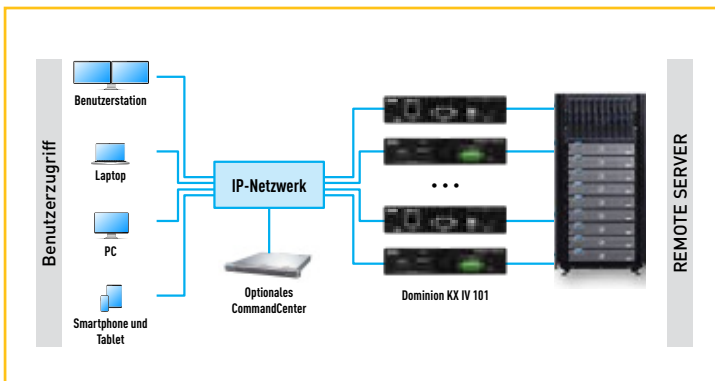 Benutzerzugriff
Benutzerstation
Laptop
PC
Smartphone und
Tablet
IP-Netzwerk
Optionales
CommandCenter
Dominion KX IV 101
REMOTE SERVER